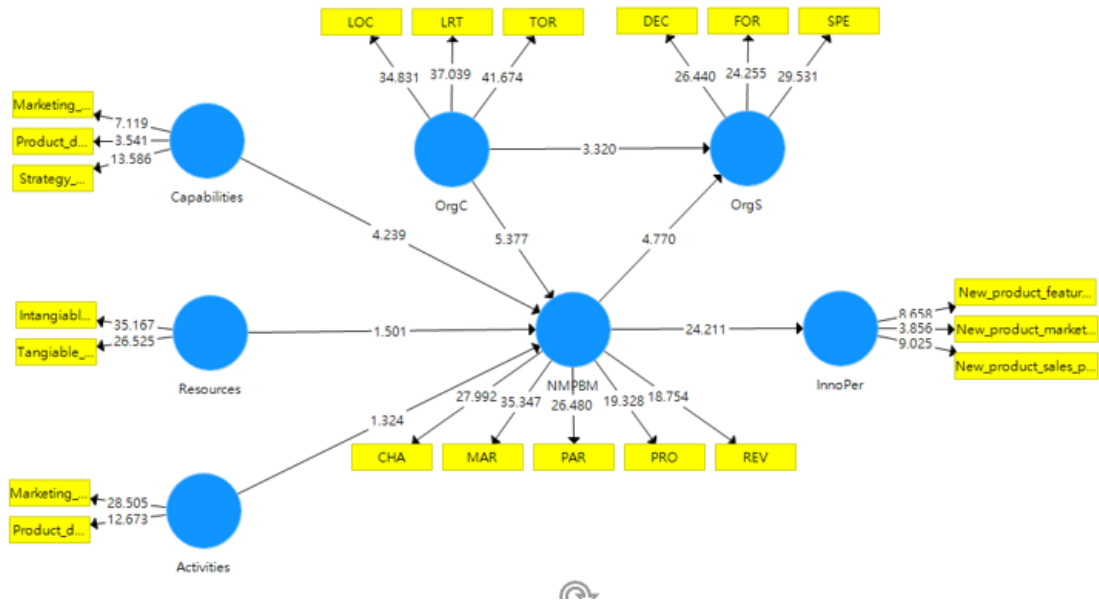 LOC
LRT
TOR
DEC
FOR
SPE
34.831
37.039
41.674
26.440
24.255
29.531
Marketing_...
Product_d...
Strategy_...
7.119
3.541
13.586
Capabilities
OrgC
3.320
OrgS
4.239
5.377
4.770
Intangiabl...
Tangiable_...
35.167
26.525
Resources
1.501
NMPBM
24.211
InnoPer
8.658
3.856
9.025
New_product_featur...
New_product_market...
New_product_sales_p...
1.324
27.992
35.347
26.480
19.328
18.754
CHA
MAR
PAR
PRO
REV
Marketing_...
Product_d...
28.505
12.673
Activities